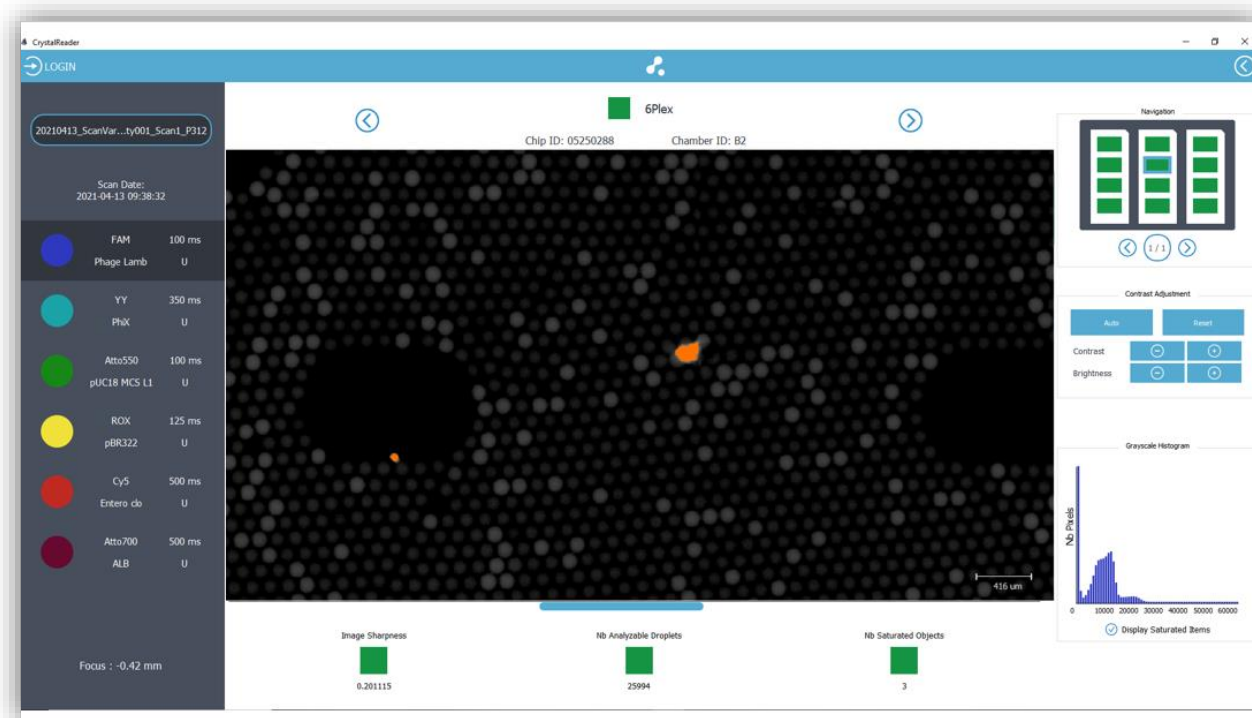 CrystalReader
LOGIN
20210413_ScanVar...ty001_Scan1_P312
Scan Date:
2021-04-13 09:38:32
FAM 100 ms
Phage Lamb U
YY 350 ms
PhiX U
Atto550 100 ms
pUC18 MCS L1 U
ROX 125 ms
pBR322 U
Cy5 500 ms
Entero clo U
Atto700 500 ms
ALB U
Focus : -0.42 mm
6Plex
Chip ID: 05250288 Chamber ID: B2
416 um
Image Sharpness
0.201115
Nb Analyzable Droplets
25994
Nb Saturated Objects
3
Navigation
1 / 1
Contrast Adjustment
Auto Reset
Contrast
Brightness
Grayscale Histogram
Nb Pixels
0 10000 20000 30000 40000 50000 60000
Display Saturated Items